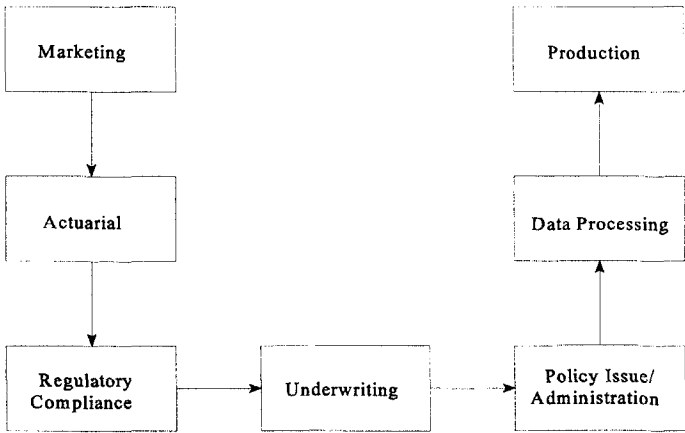 Marketing
Production
Actuarial
Data Processing
Regulatory
Compliance
Underwriting
Policy Issue/
Administration